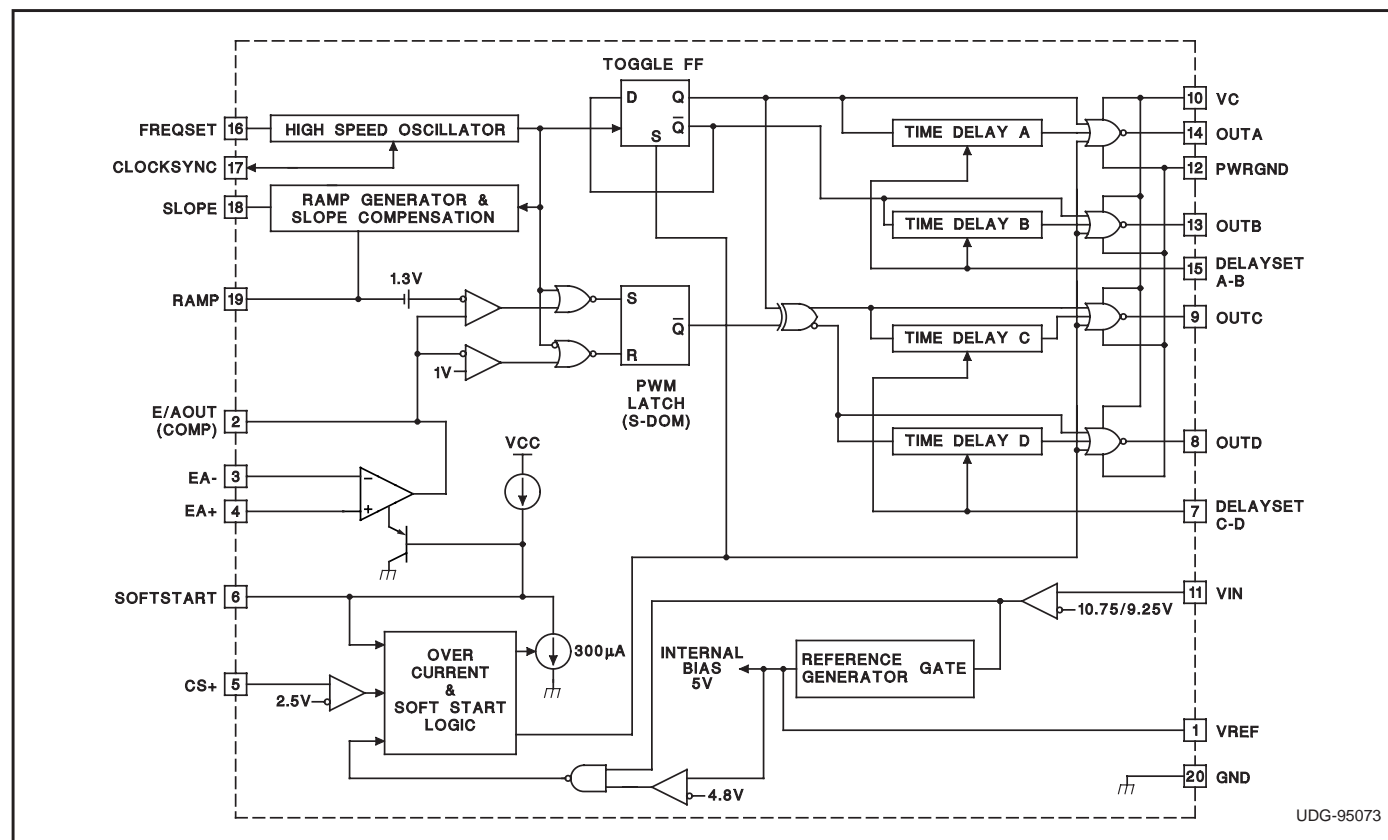 TOGGLE FF
D Q
Q
S
FREQSET 16
HIGH SPEED OSCILLATOR
CLOCKSYNC 17
SLOPE 18
RAMP GENERATOR &
SLOPE COMPENSATION
TIME DELAY A
10 VC
14 OUTA
12 PWRGND
TIME DELAY B
13 OUTB
15 DELAYSET
A-B
RAMP 19
1.3V
S
Q
R
1V
PWM
LATCH
(S-DOM)
TIME DELAY C
9 OUTC
E/AOUT
(COMP)
2
VCC
TIME DELAY D
8 OUTD
EA- 3
EA+ 4
−
+
7 DELAYSET
C-D
SOFTSTART 6
11 VIN
10.75/9.25V
OVER
CURRENT
&
SOFT START
LOGIC
300µA
INTERNAL
BIAS
5V
REFERENCE
GENERATOR
GATE
CS+ 5
2.5V
1 VREF
4.8V
20 GND
UDG-95073